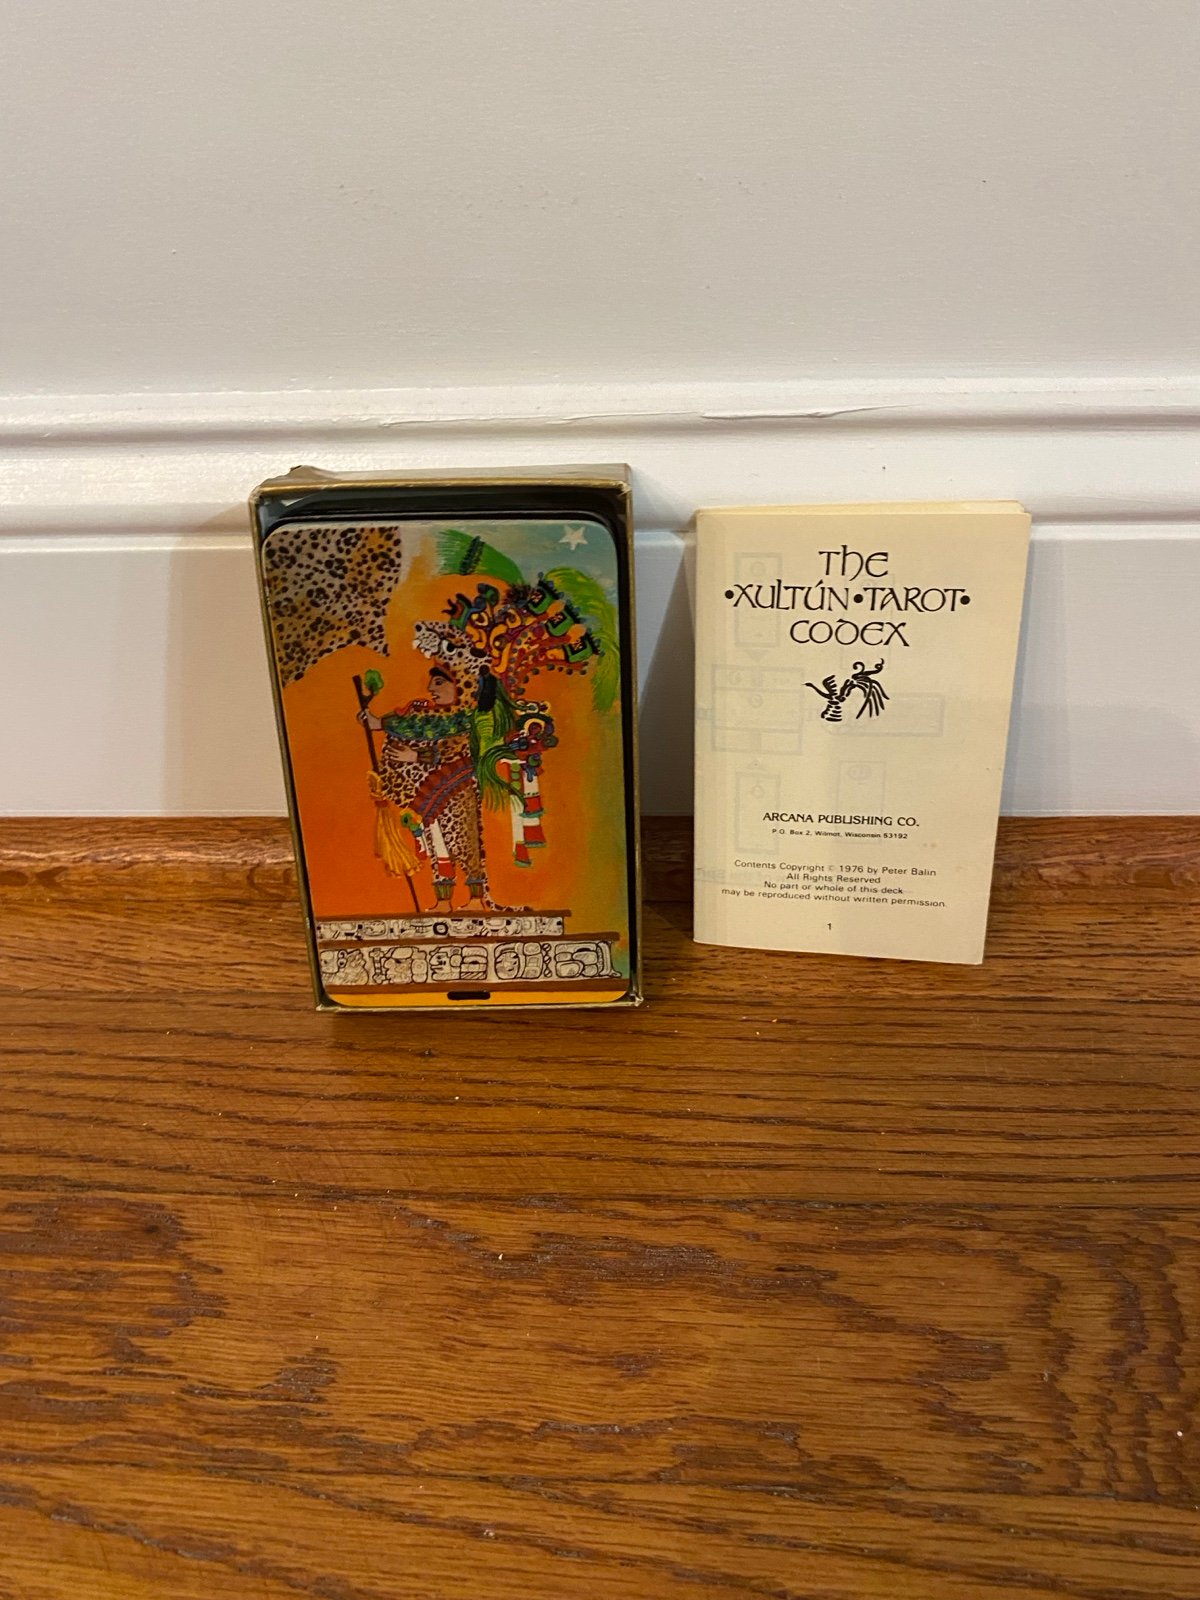 The
•XULTÚN•TAROT•
CODEX
ARCANA PUBLISHING CO.
P.O. Box 2, Wilmot, Wisconsin 53192
Contents Copyright © 1976 by Peter Balin
All Rights Reserved
No part or whole of this deck
may be reproduced without written permission.
1